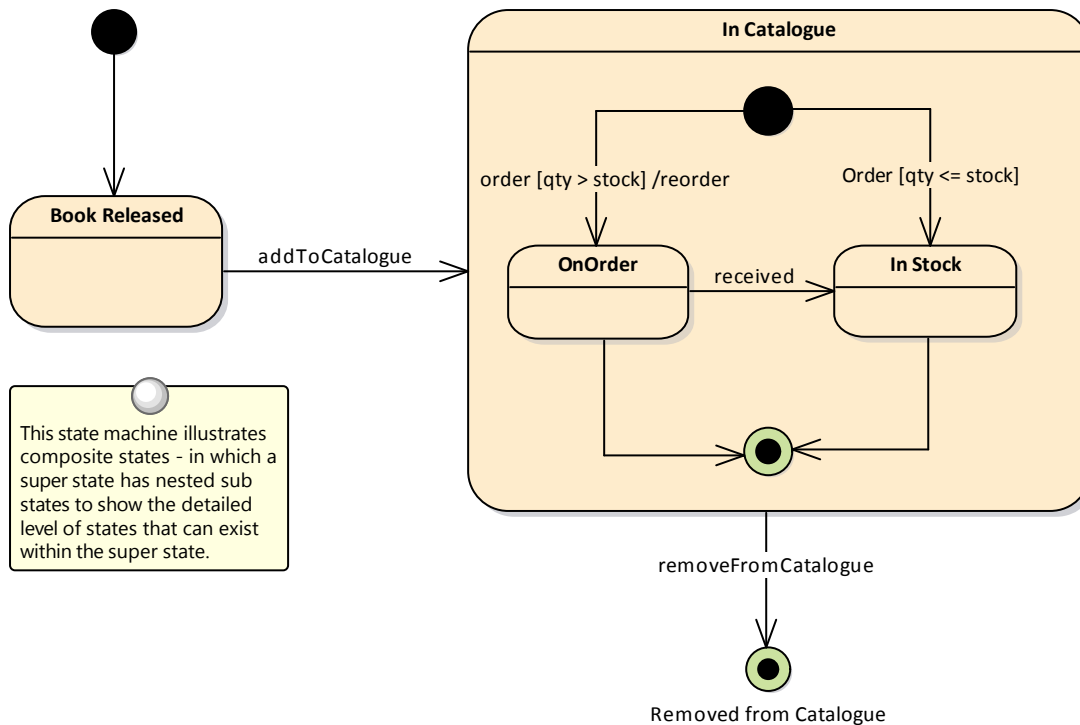 In Catalogue
order [qty > stock] /reorder
Order [qty <= stock]
Book Released
addToCatalogue
OnOrder
received
In Stock
This state machine illustrates
composite states - in which a
super state has nested sub
states to show the detailed
level of states that can exist
within the super state.
removeFromCatalogue
Removed from Catalogue